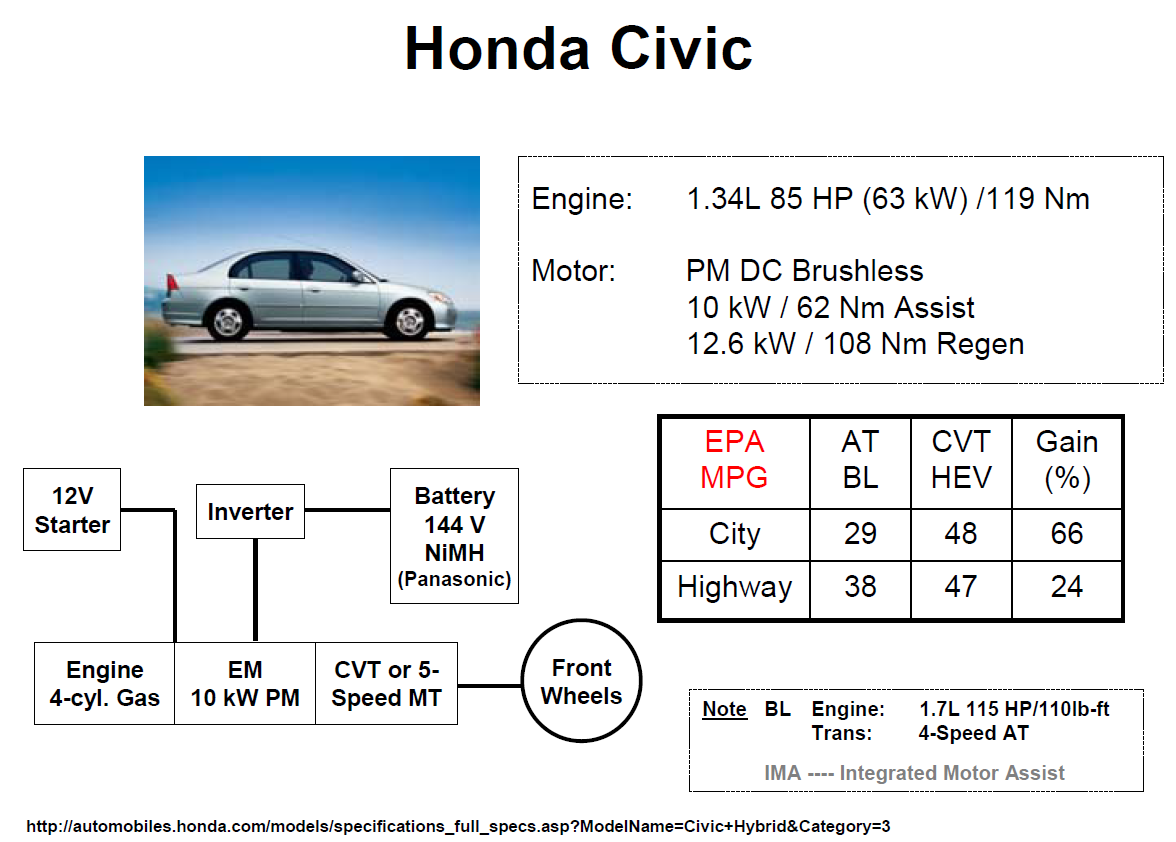 Honda Civic
Engine: 1.34L 85 HP (63 kW) /119 Nm
Motor: PM DC Brushless
10 kW / 62 Nm Assist
12.6 kW / 108 Nm Regen
EPA MPG AT BL CVT HEV Gain (%)
City 29 48 66
Highway 38 47 24
12V
Starter
Inverter
Battery
144 V
NiMH
(Panasonic)
Engine
4-cyl. Gas
EM
10 kW PM
CVT or 5-
Speed MT
Front
Wheels
Note BL Engine: 1.7L 115 HP/110lb-ft
Trans: 4-Speed AT
IMA ---- Integrated Motor Assist
http://automobiles.honda.com/models/specifications_full_specs.asp?ModelName=Civic+Hybrid&Category=3